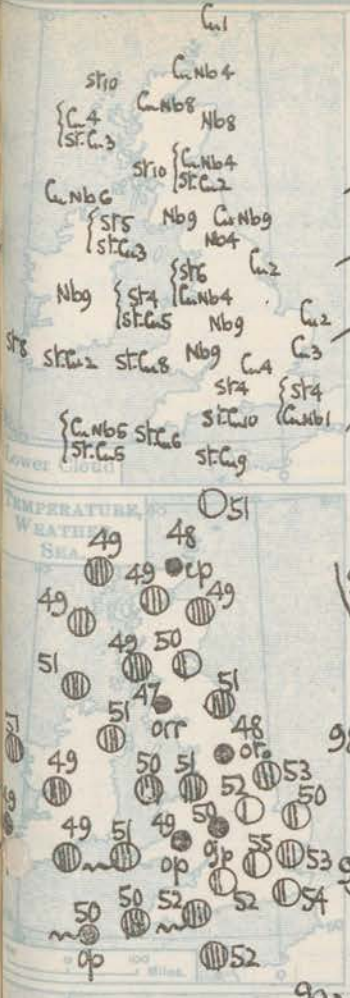 Cu1
Cu Nb4
St10
Cu Nb8
Cu4
Nb8
St.Cu3
Cu Nb4
St10
St.Cu2
Cu Nb6
Nb9 Cu Nb9
St5
St.Cu3
Nb4
Cu2
St6
Cu Nb4
Nb9
St4
St.Cu5
Nb9
Cu2
St8
St.Cu2 St.Cu8 Nb9
Cu3
Cu4
St4
St4
Cu Nb1
St.Cu10
Cu Nb5
St.Cu5
St.Cu6
St.Cu9
Lower Cloud
TEMPERATURE,
WEATHER,
SEA.
51
49 48
49 cp
49 49
49 50
51
47 51
51 orr
48
or.
49 50 51 53
52 50
49 51 49 50
op gp 55 53
52 54
50 50 52
op
52
100
Miles.